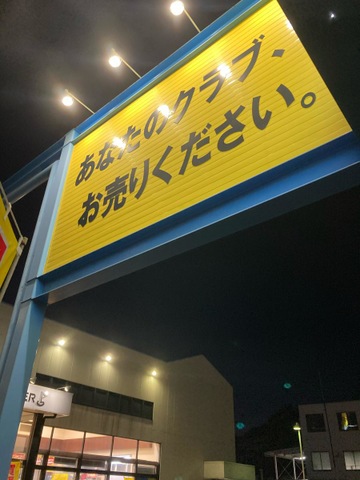 あなたのクラブ、
お売りください。